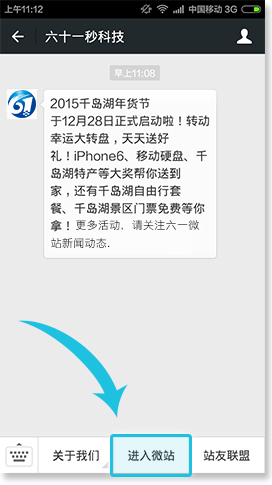 上午11:12 中国移动 3G
六十一秒科技
早上11:08
2015千岛湖年货节
于12月28日正式启动啦！转动
幸运大转盘，天天送好
礼！iPhone6、移动硬盘、千
岛湖特产等大奖帮你送到
家，还有千岛湖自由行套
餐、千岛湖景区门票免费等你
拿！更多活动，请关注六一微
站新闻动态.
关于我们 进入微站 站友联盟